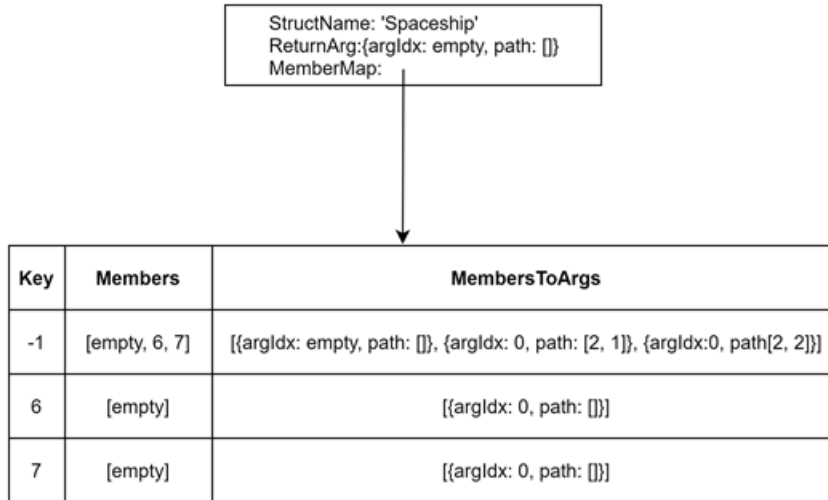 StructName: 'Spaceship'
ReturnArg:{argIdx: empty, path: []}
MemberMap:
Key Members MembersToArgs
-1 [empty, 6, 7] [{argIdx: empty, path: []}, {argIdx: 0, path: [2, 1]}, {argIdx:0, path[2, 2]}]
6 [empty] [{argIdx: 0, path: []}]
7 [empty] [{argIdx: 0, path: []}]